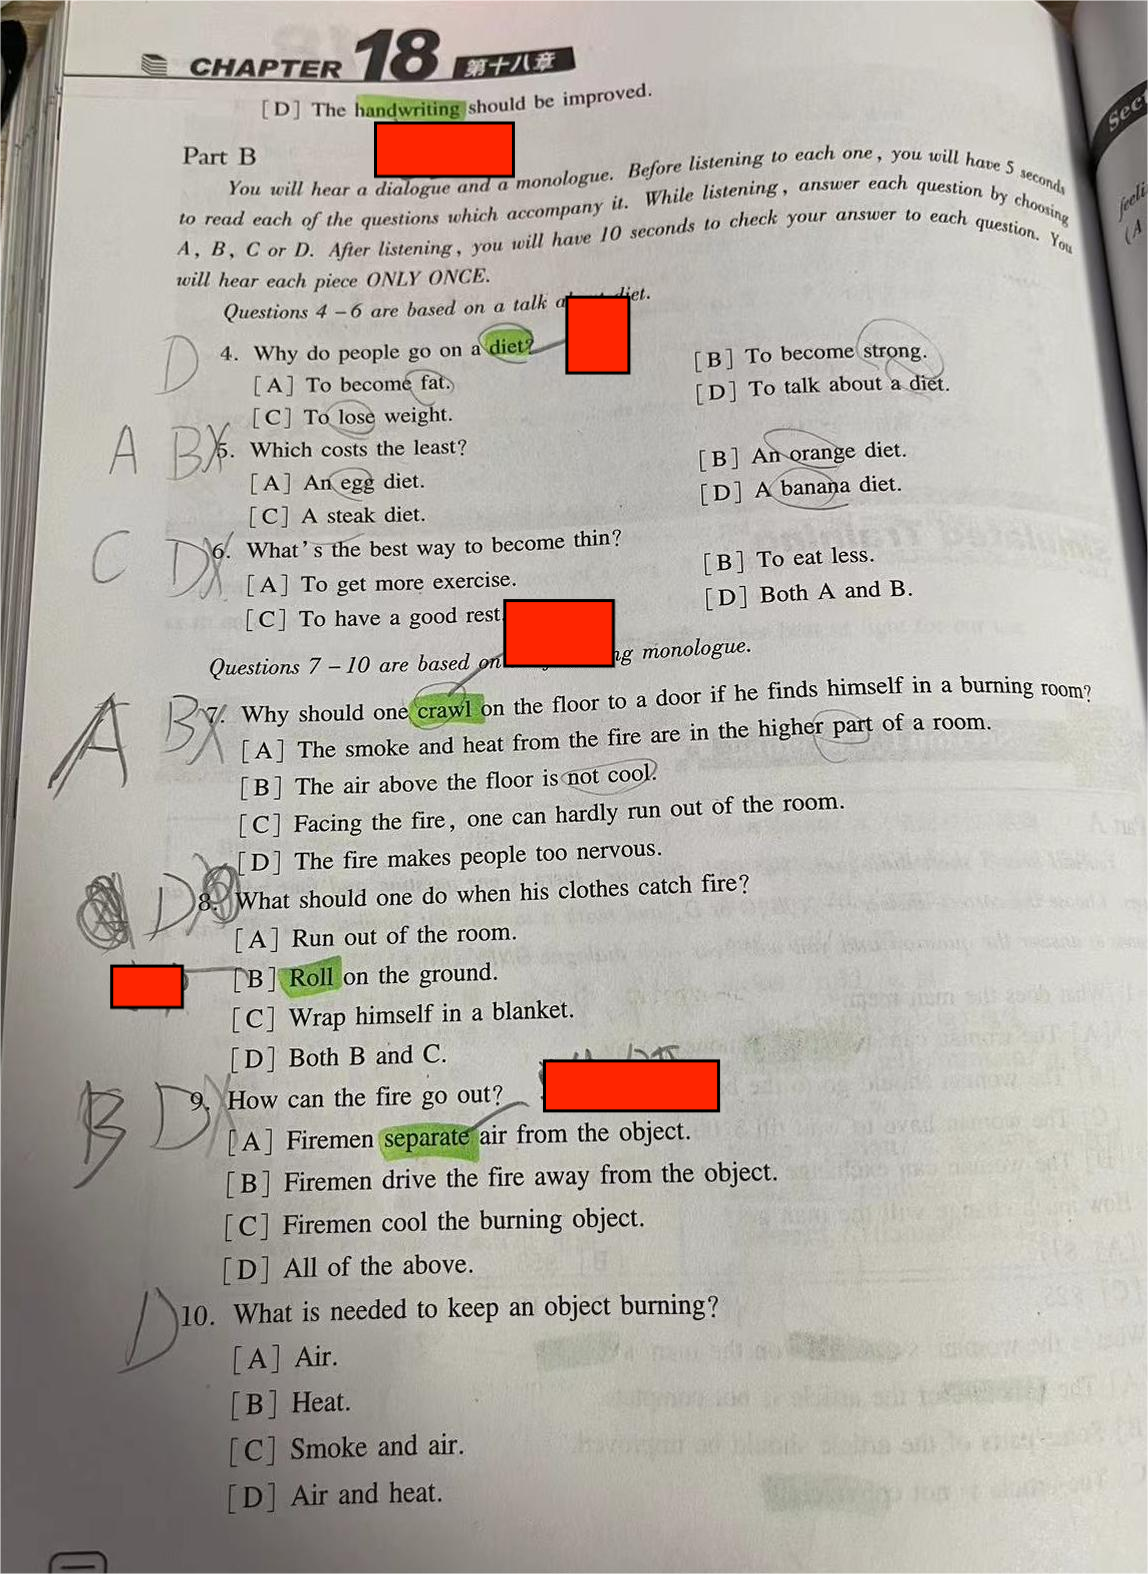 CHAPTER 18 第十八章
[D] The handwriting should be improved.
Part B
You will hear a dialogue and a monologue. Before listening to each one, you will have 5 seconds
to read each of the questions which accompany it. While listening, answer each question by choosing
A, B, C or D. After listening, you will have 10 seconds to check your answer to each question. You
will hear each piece ONLY ONCE.
Questions 4-6 are based on a talk diet.
D 4. Why do people go on a diet?
[A] To become fat.
[B] To become strong.
[C] To lose weight.
[D] To talk about a diet.
A B 5. Which costs the least?
[A] An egg diet.
[B] An orange diet.
[C] A steak diet.
[D] A banana diet.
C D 6. What's the best way to become thin?
[A] To get more exercise.
[B] To eat less.
[C] To have a good rest.
[D] Both A and B.
Questions 7-10 are based on monologue.
A B 7. Why should one crawl on the floor to a door if he finds himself in a burning room?
[A] The smoke and heat from the fire are in the higher part of a room.
[B] The air above the floor is not cool.
[C] Facing the fire, one can hardly run out of the room.
[D] The fire makes people too nervous.
D 8. What should one do when his clothes catch fire?
[A] Run out of the room.
[B] Roll on the ground.
[C] Wrap himself in a blanket.
[D] Both B and C.
B D 9. How can the fire go out?
[A] Firemen separate air from the object.
[B] Firemen drive the fire away from the object.
[C] Firemen cool the burning object.
[D] All of the above.
D 10. What is needed to keep an object burning?
[A] Air.
[B] Heat.
[C] Smoke and air.
[D] Air and heat.